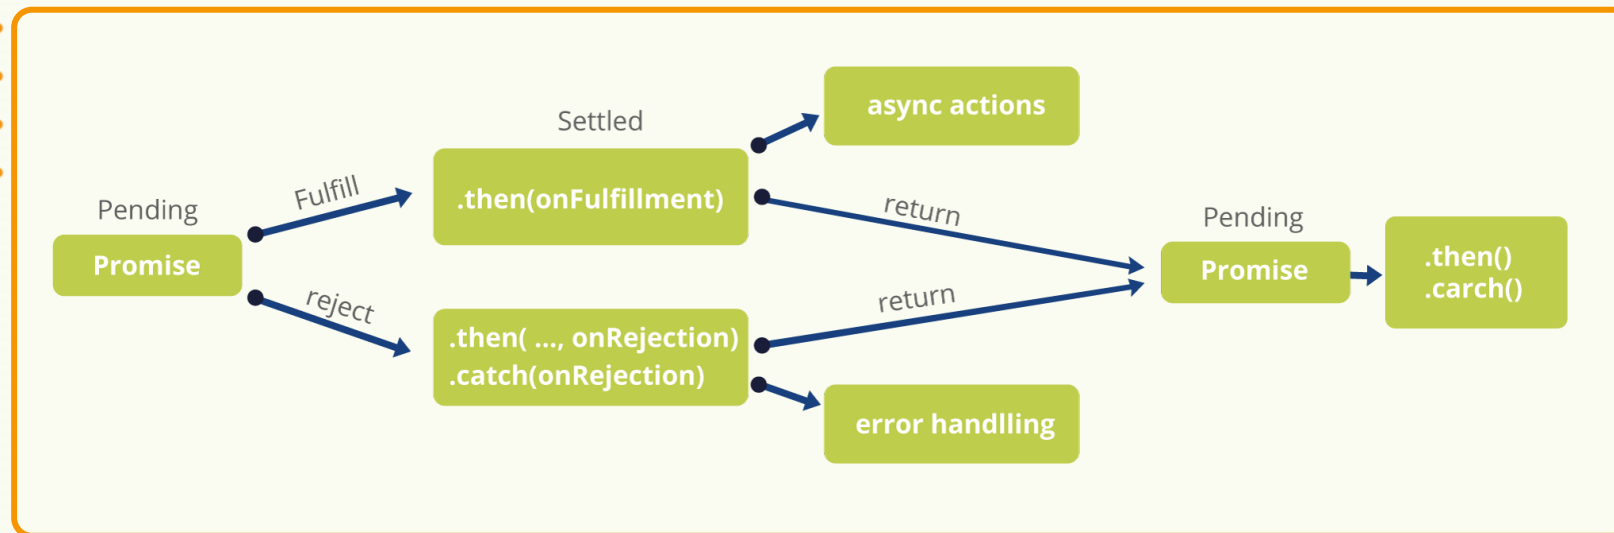 Pending
Promise
Fulfill
reject
Settled
.then(onFulfillment)
.then( ..., onRejection)
.catch(onRejection)
async actions
return
return
error handlling
Pending
Promise
.then()
.carch()